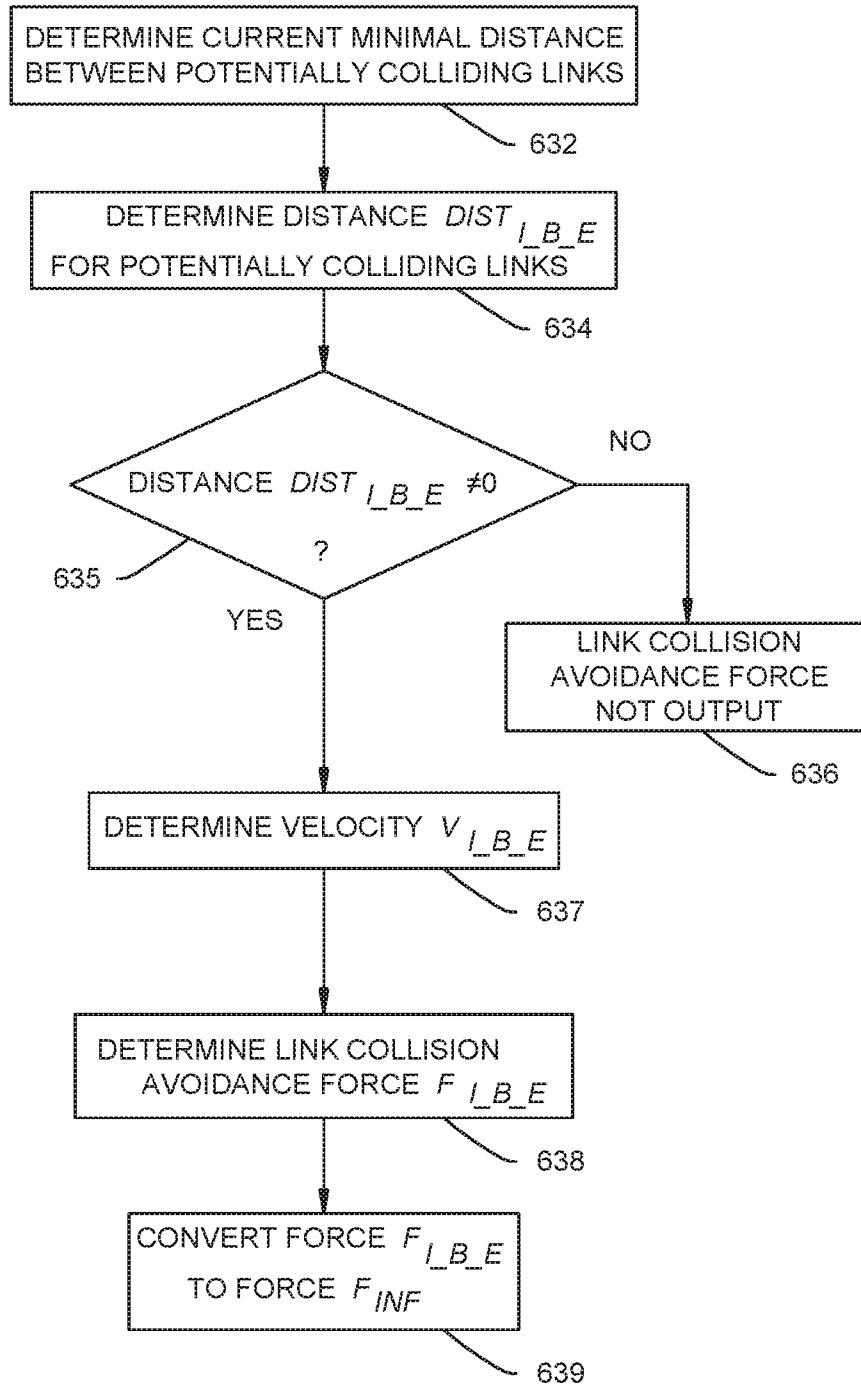 DETERMINE CURRENT MINIMAL DISTANCE
BETWEEN POTENTIALLY COLLIDING LINKS
632
DETERMINE DISTANCE DIST I_B_E
FOR POTENTIALLY COLLIDING LINKS
634
NO
DISTANCE DIST I_B_E ≠0
?
635
YES
LINK COLLISION
AVOIDANCE FORCE
NOT OUTPUT
636
DETERMINE VELOCITY V I_B_E
637
DETERMINE LINK COLLISION
AVOIDANCE FORCE F I_B_E
638
CONVERT FORCE F I_B_E
TO FORCE F INF
639